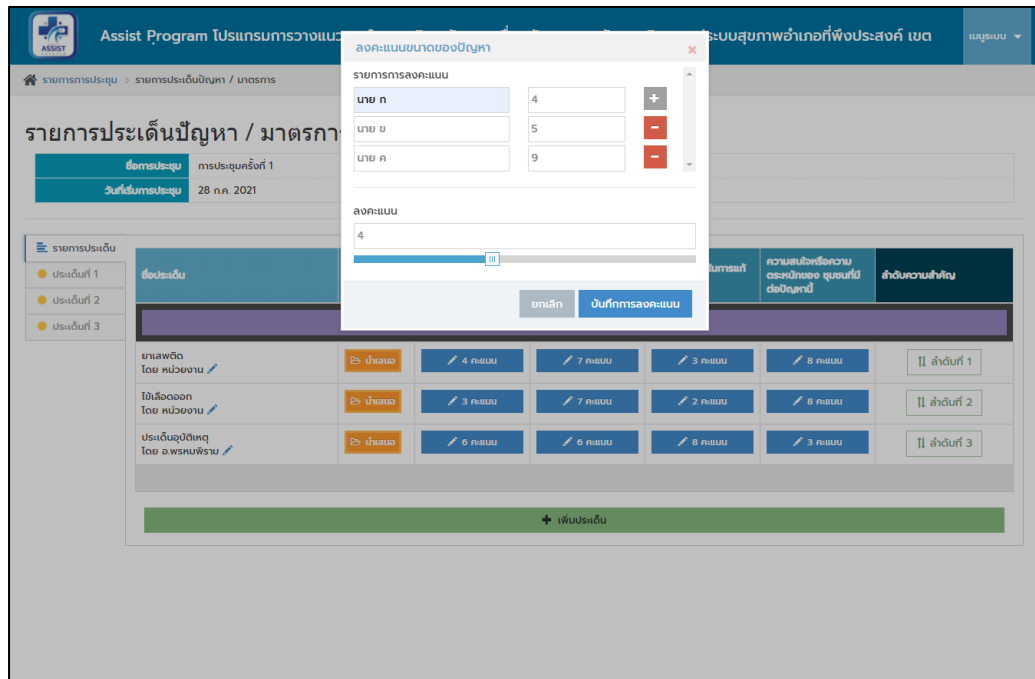 ASSIST
Assist Program โปรแกรมการวางแนว
ระบบสุขภาพอำเภอที่พึงประสงค์ เขต
เมนูระบบ
รายการการประชุม > รายการประเด็นปัญหา / มาตรการ
รายการประเด็นปัญหา / มาตรการ
ชื่อการประชุม การประชุมครั้งที่ 1
วันที่เริ่มการประชุม 28 ก.ค. 2021
ลงคะแนนขนาดของปัญหา
รายการการลงคะแนน
นาย ก 4
นาย ข 5
นาย ค 9
ลงคะแนน
4
ยกเลิก บันทึกการลงคะแนน
รายการประเด็น
ประเด็นที่ 1
ประเด็นที่ 2
ประเด็นที่ 3
ชื่อประเด็น
ความสนใจหรือความ
ตระหนักของ ชุมชนที่มี
ต่อปัญหานี้
ลำดับความสำคัญ
ยาเสพติด
โดย หน่วยงาน
นำเสนอ 4 คะแนน 7 คะแนน 3 คะแนน 8 คะแนน ลำดับที่ 1
ไข้เลือดออก
โดย หน่วยงาน
นำเสนอ 3 คะแนน 7 คะแนน 2 คะแนน 8 คะแนน ลำดับที่ 2
ประเด็นอุบัติเหตุ
โดย อ.พรหมพิราม
นำเสนอ 6 คะแนน 6 คะแนน 8 คะแนน 3 คะแนน ลำดับที่ 3
+ เพิ่มประเด็น